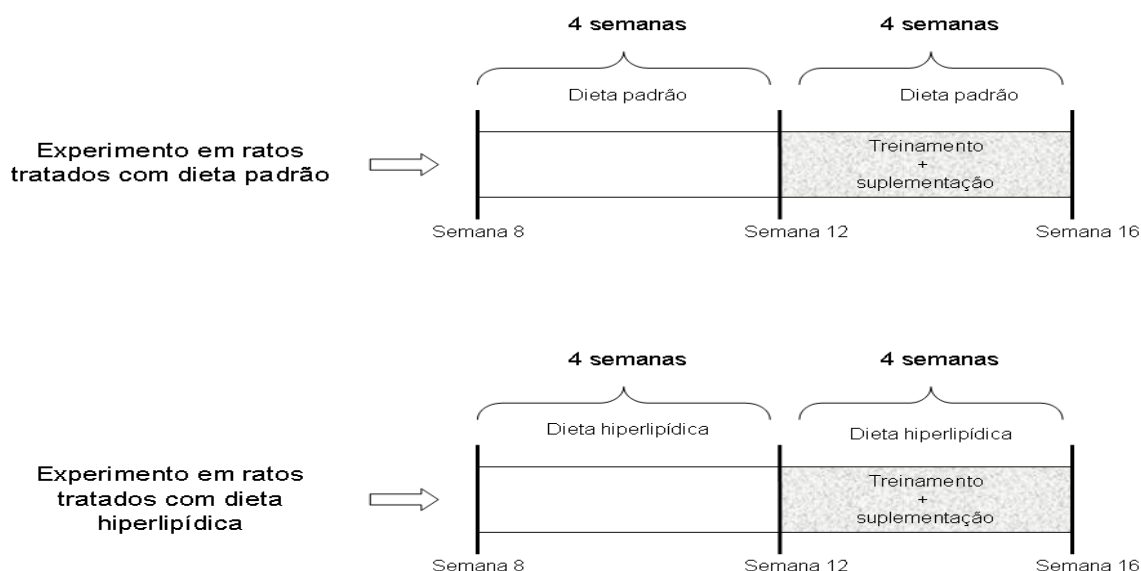 4 semanas
4 semanas
Dieta padrão
Dieta padrão
Experimento em ratos
tratados com dieta padrão
Treinamento
+
suplementação
Semana 8
Semana 12
Semana 16
4 semanas
4 semanas
Dieta hiperlipídica
Dieta hiperlipídica
Experimento em ratos
tratados com dieta
hiperlipídica
Treinamento
+
suplementação
Semana 8
Semana 12
Semana 16